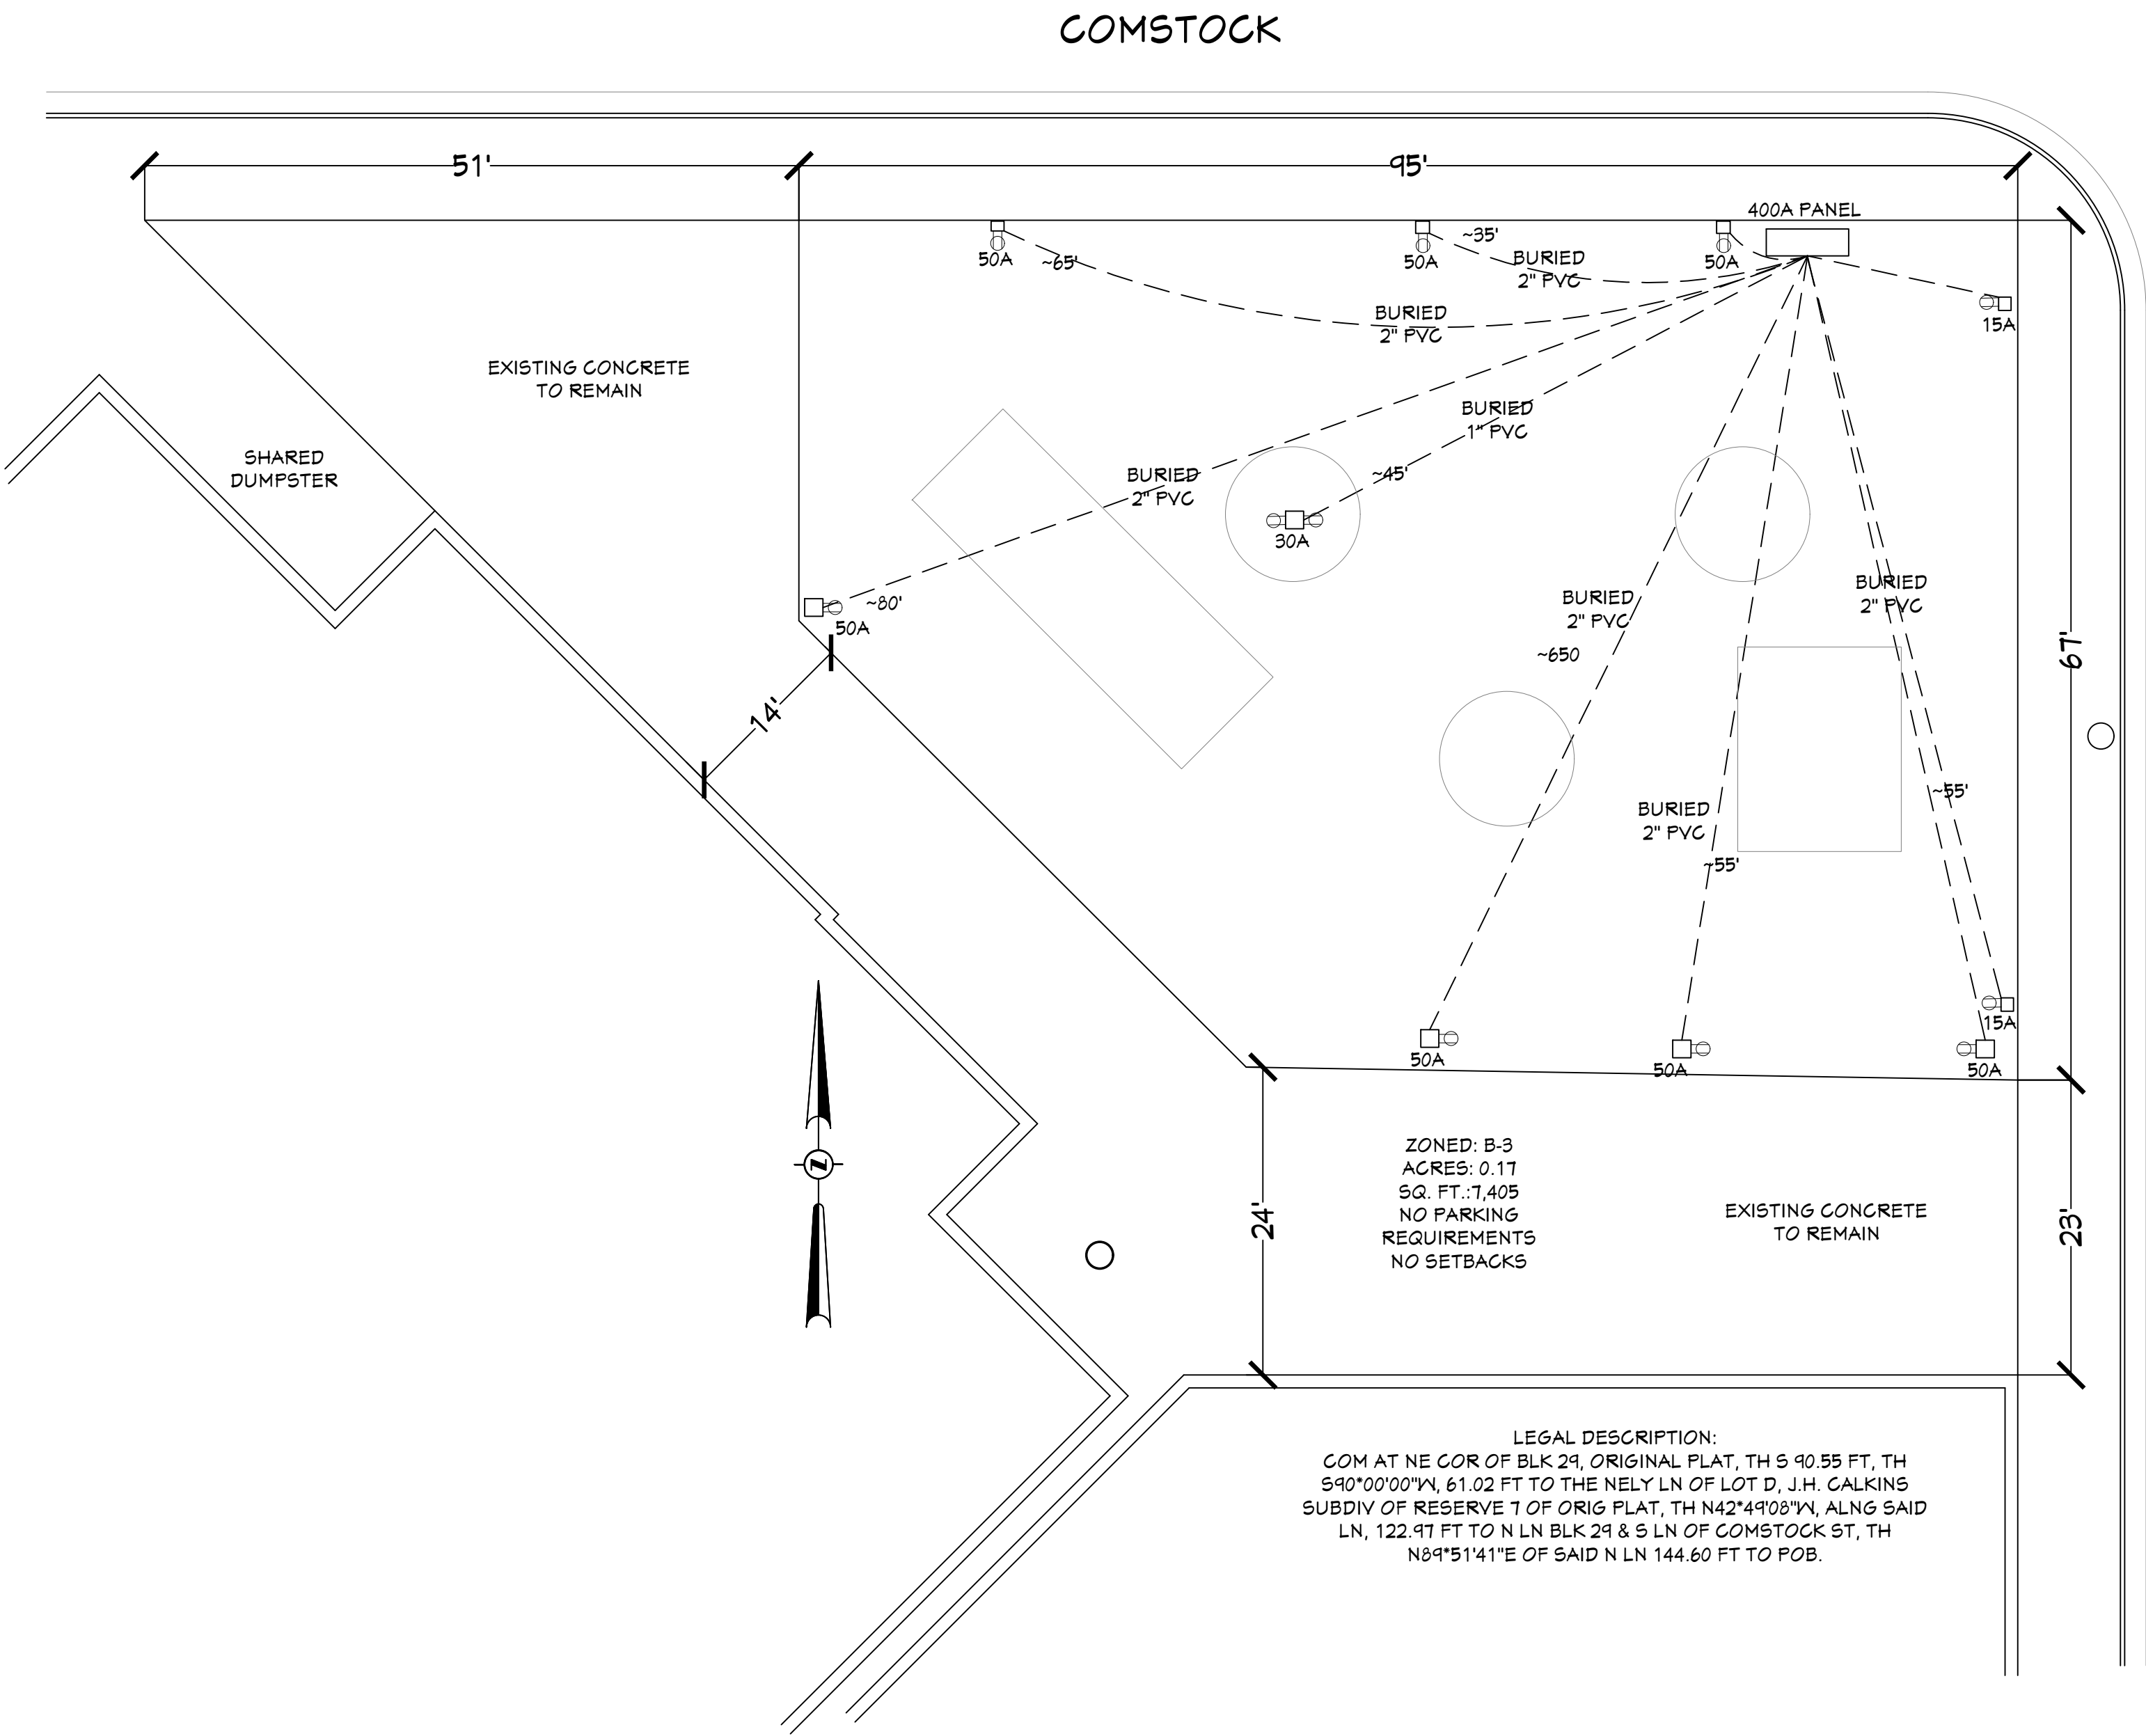 COMSTOCK
51'
95'
400A PANEL
50A
~65'
50A
~35'
BURIED
2" PVC
50A
15A
BURIED
2" PVC
EXISTING CONCRETE
TO REMAIN
SHARED
DUMPSTER
BURIED
1" PVC
~45'
30A
BURIED
2" PVC
~80'
50A
14'
BURIED
2" PVC
~650
BURIED
2" PVC
67'
~55'
BURIED
2" PVC
~55'
50A
50A
15A
50A
Z
24'
ZONED: B-3
ACRES: 0.17
SQ. FT.:7,405
NO PARKING
REQUIREMENTS
NO SETBACKS
EXISTING CONCRETE
TO REMAIN
23'
LEGAL DESCRIPTION:
COM AT NE COR OF BLK 29, ORIGINAL PLAT, TH S 90.55 FT, TH
S90*00'00"W, 61.02 FT TO THE NELY LN OF LOT D, J.H. CALKINS
SUBDIV OF RESERVE 7 OF ORIG PLAT, TH N42*49'08"W, ALNG SAID
LN, 122.97 FT TO N LN BLK 29 & S LN OF COMSTOCK ST, TH
N89*51'41"E OF SAID N LN 144.60 FT TO POB.